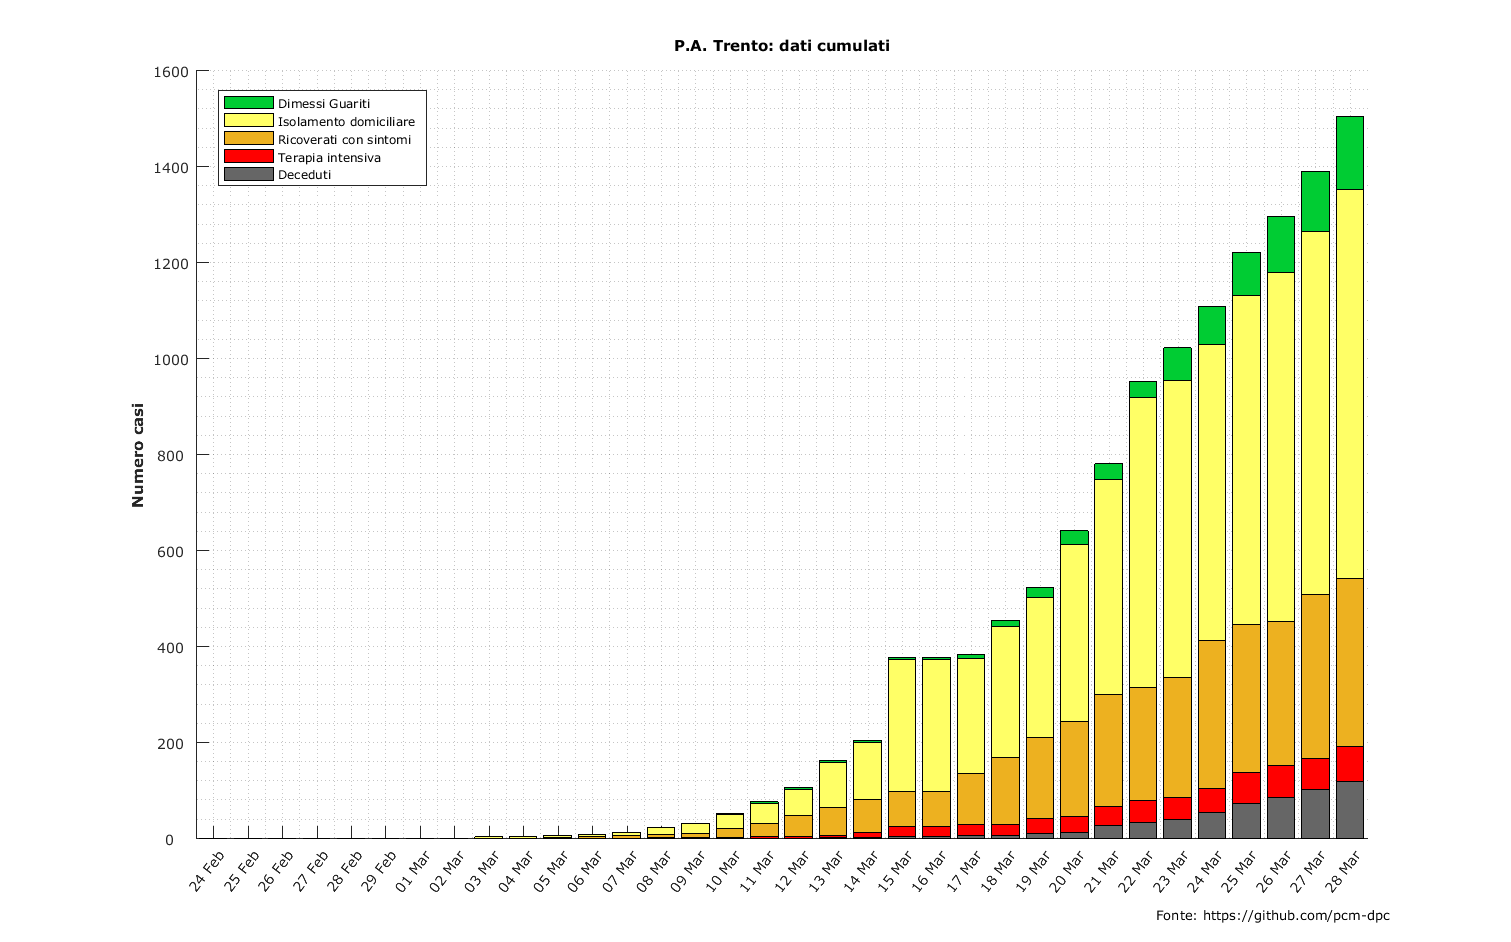 P.A. Trento: dati cumulati
1600
1400
1200
1000
800
600
400
200
0
Numero casi
Dimessi Guariti
Isolamento domiciliare
Ricoverati con sintomi
Terapia intensiva
Deceduti
24 Feb
25 Feb
26 Feb
27 Feb
28 Feb
29 Feb
01 Mar
02 Mar
03 Mar
04 Mar
05 Mar
06 Mar
07 Mar
08 Mar
09 Mar
10 Mar
11 Mar
12 Mar
13 Mar
14 Mar
15 Mar
16 Mar
17 Mar
18 Mar
19 Mar
20 Mar
21 Mar
22 Mar
23 Mar
24 Mar
25 Mar
26 Mar
27 Mar
28 Mar
Fonte: https://github.com/pcm-dpc